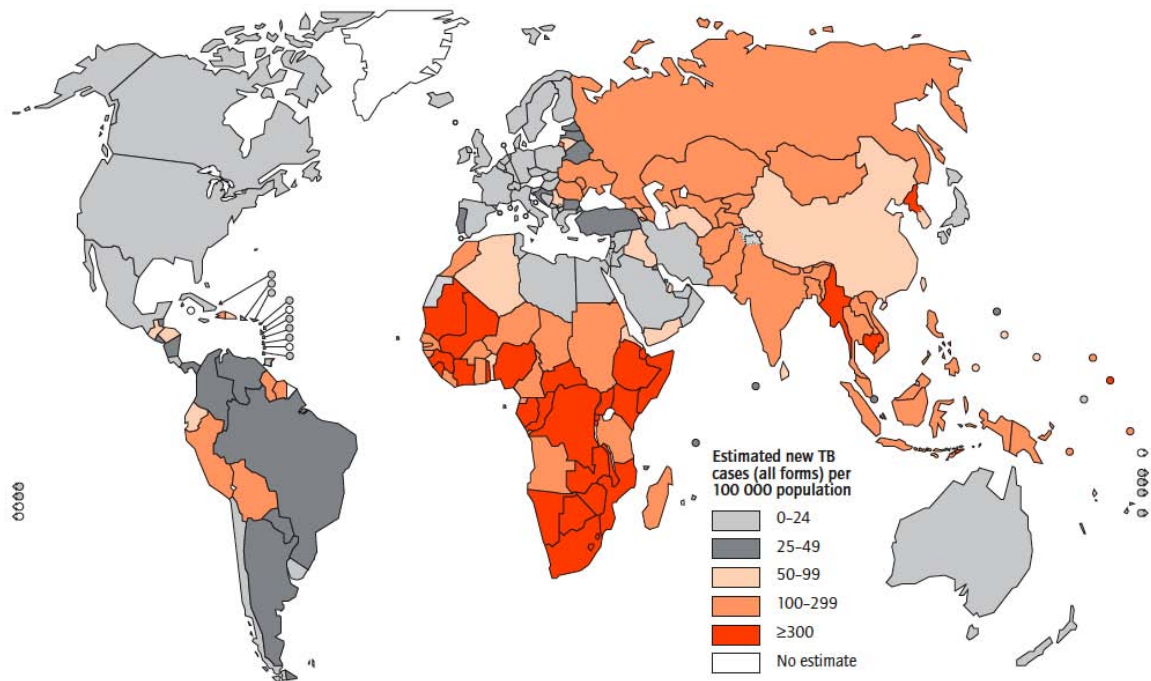 Estimated new TB
cases (all forms) per
100 000 population
0–24
25–49
50–99
100–299
≥300
No estimate